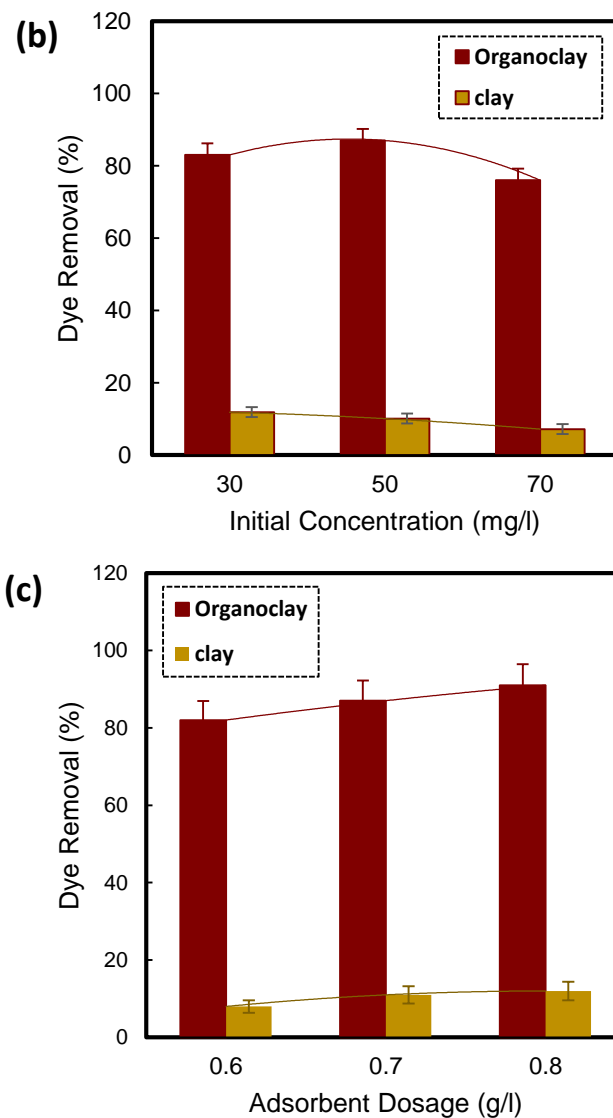 (b)
120
100
80
60
40
20
0
Dye Removal (%)
Organoclay
clay
30 50 70
Initial Concentration (mg/l)
(c)
120
100
80
60
40
20
0
Dye Removal (%)
Organoclay
clay
0.6 0.7 0.8
Adsorbent Dosage (g/l)